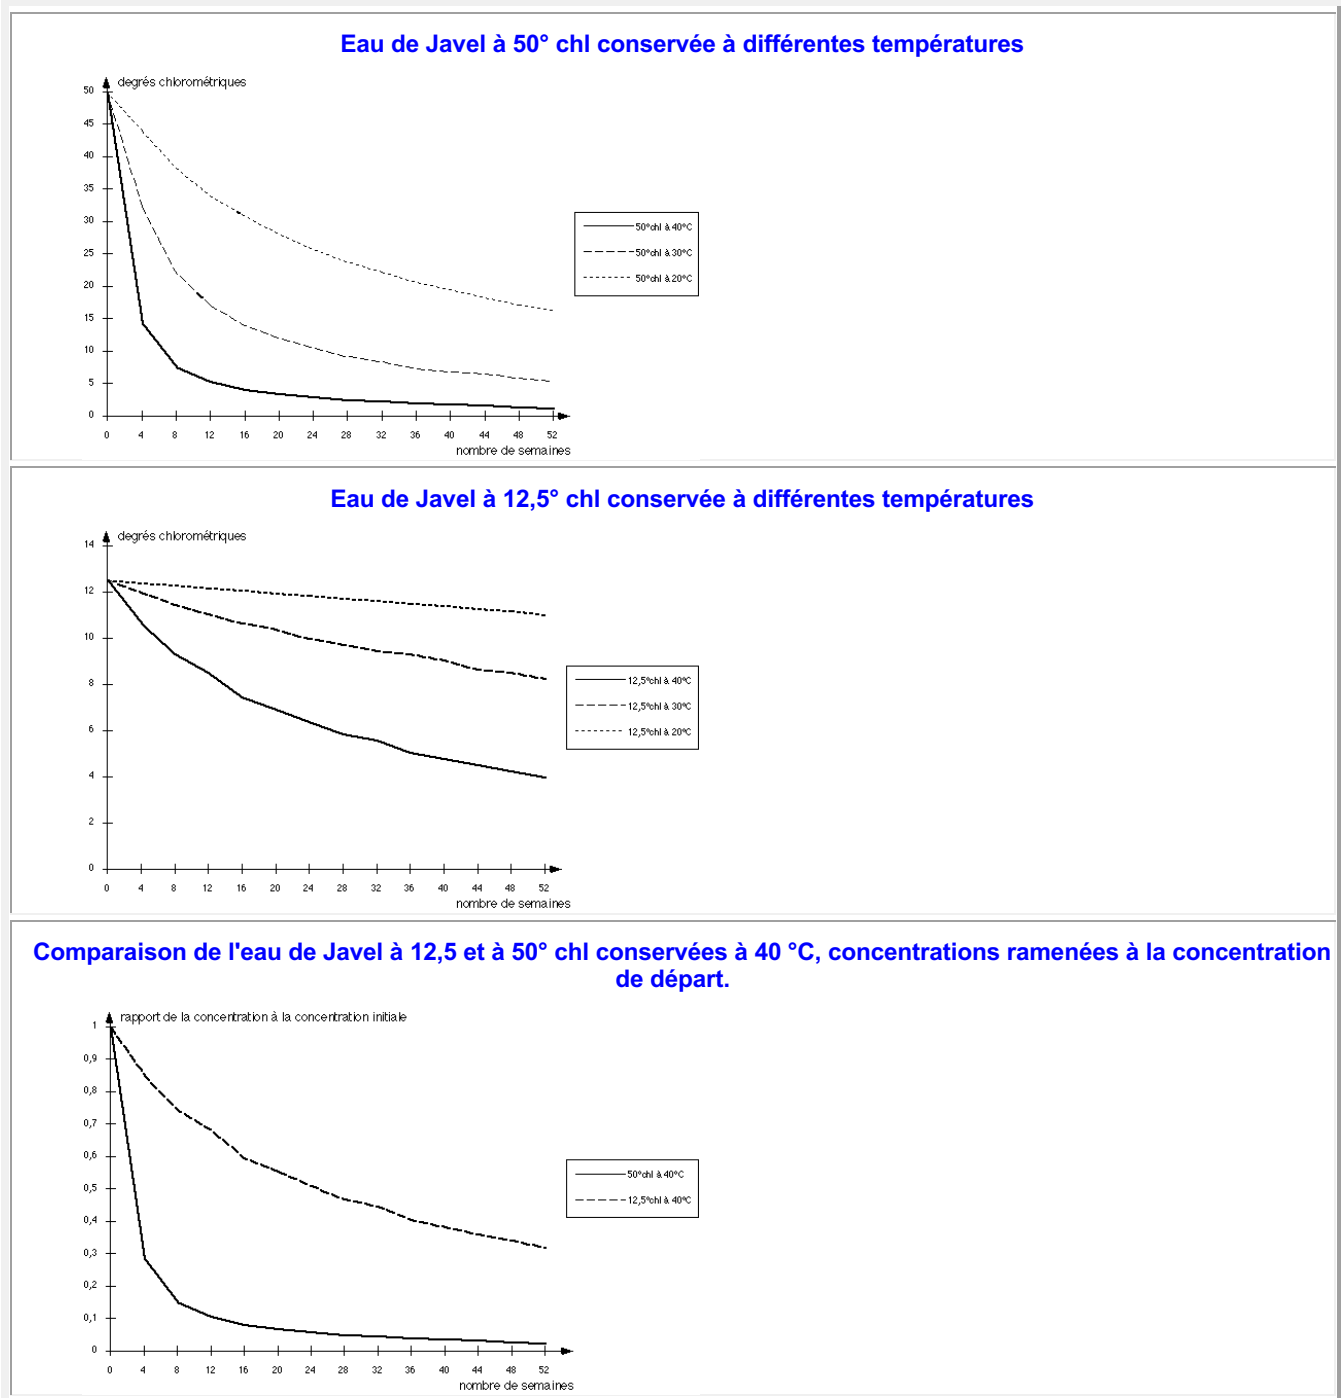 Eau de Javel à 50° chl conservée à différentes températures
degrés chlorométriques
50
45
40
35
30
25
20
15
10
5
0
50°chl à 40°C
50°chl à 30°C
50°chl à 20°C
0 4 8 12 16 20 24 28 32 36 40 44 48 52
nombre de semaines
Eau de Javel à 12,5° chl conservée à différentes températures
degrés chlorométriques
14
12
10
8
6
4
2
0
12,5°chl à 40°C
12,5°chl à 30°C
12,5°chl à 20°C
0 4 8 12 16 20 24 28 32 36 40 44 48 52
nombre de semaines
Comparaison de l'eau de Javel à 12,5 et à 50° chl conservées à 40 °C, concentrations ramenées à la concentration
de départ.
rapport de la concentration à la concentration initiale
1
0,9
0,8
0,7
0,6
0,5
0,4
0,3
0,2
0,1
0
50°chl à 40°C
12,5°chl à 40°C
0 4 8 12 16 20 24 28 32 36 40 44 48 52
nombre de semaines